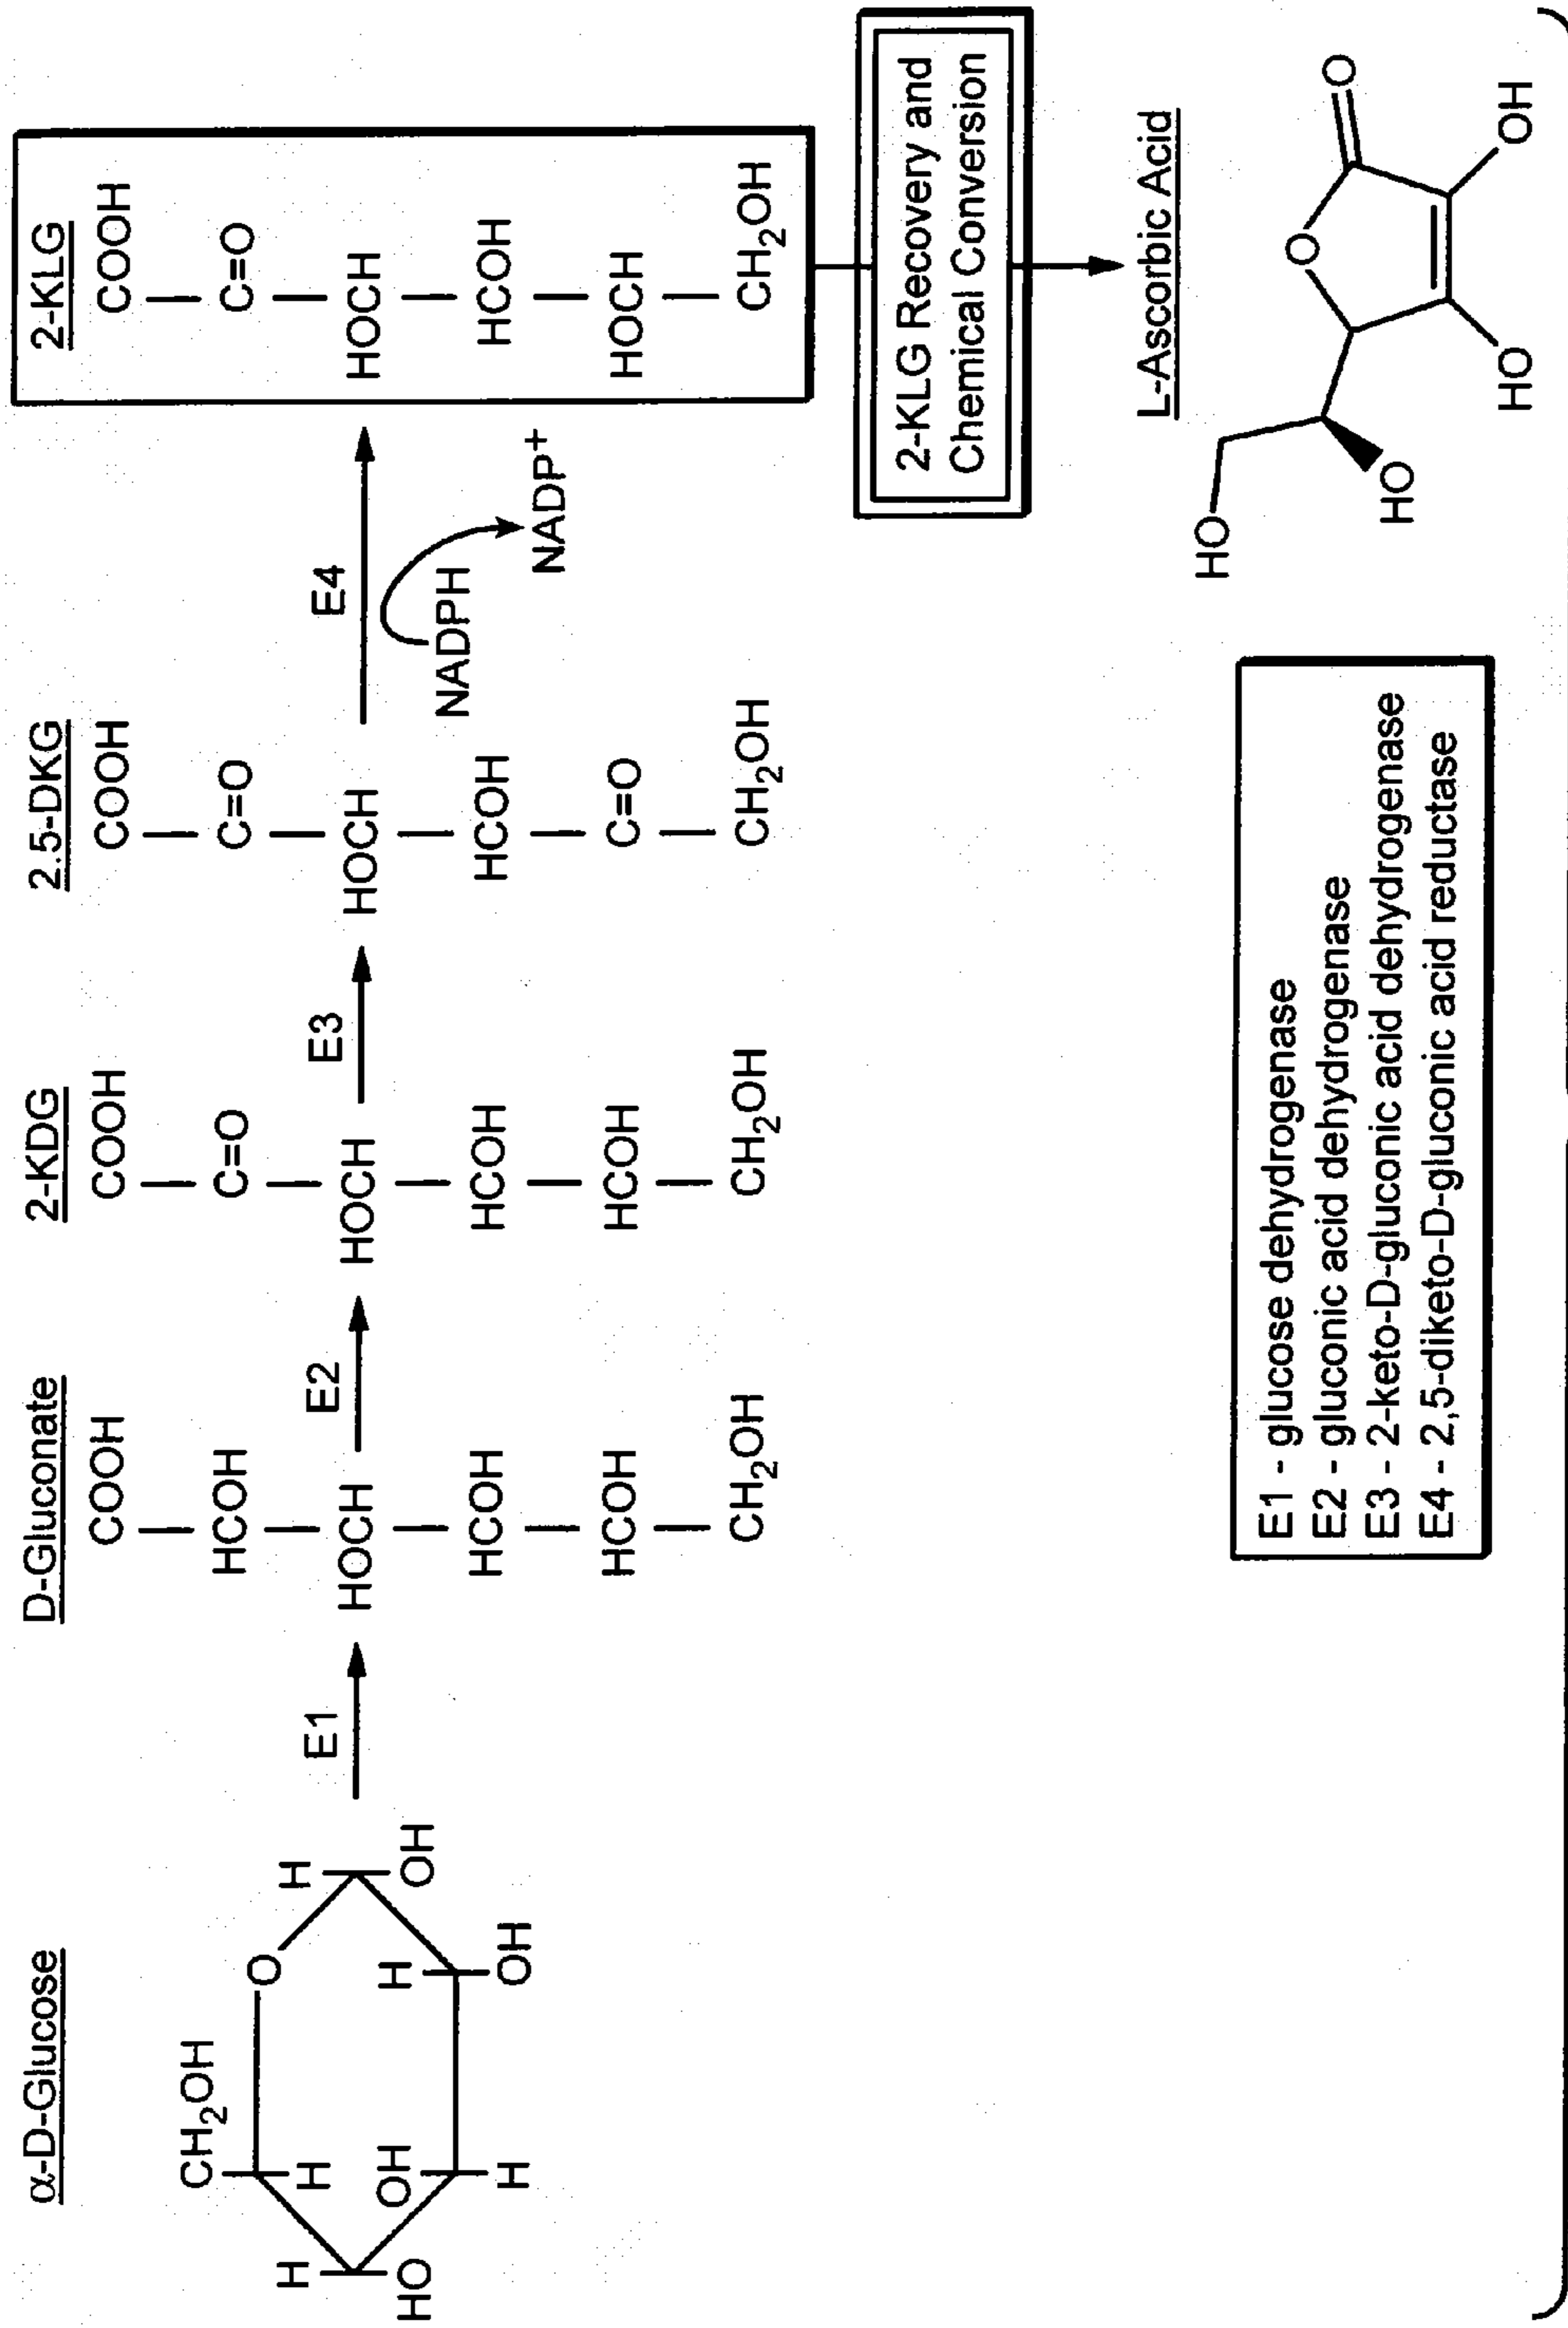 α-D-Glucose
CH2OH
O
H
H
OH
H
HO
OH
H
H
OH
E1
D-Gluconate
COOH
HCOH
HOCH
HCOH
HCOH
CH2OH
E2
2-KDG
COOH
C=O
HOCH
HCOH
HCOH
CH2OH
E3
2.5-DKG
COOH
C=O
HOCH
HCOH
C=O
CH2OH
E4
NADPH
NADP+
2-KLG
COOH
C=O
HOCH
HCOH
HOCH
CH2OH
2-KLG Recovery and
Chemical Conversion
L-Ascorbic Acid
HO
O
O
HO
HO
OH
E1 - glucose dehydrogenase
E2 - gluconic acid dehydrogenase
E3 - 2-keto-D-gluconic acid dehydrogenase
E4 - 2,5-diketo-D-gluconic acid reductase